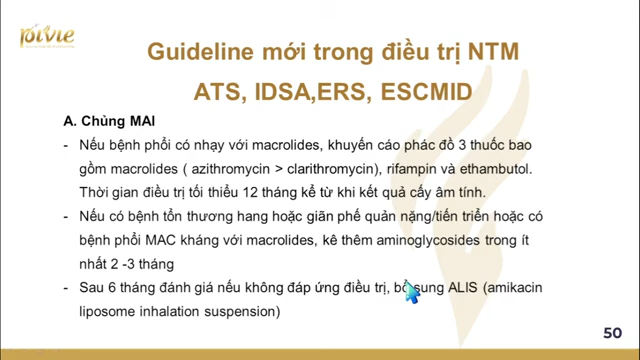 pivie
Guideline mới trong điều trị NTM
ATS, IDSA,ERS, ESCMID
A. Chủng MAI
- Nếu bệnh phổi có nhạy với macrolides, khuyến cáo phác đồ 3 thuốc bao
gồm macrolides ( azithromycin > clarithromycin), rifampin và ethambutol.
Thời gian điều trị tối thiểu 12 tháng kể từ khi kết quả cấy âm tính.
- Nếu có bệnh tổn thương hang hoặc giãn phế quản nặng/tiến triển hoặc có
bệnh phổi MAC kháng với macrolides, kê thêm aminoglycosides trong ít
nhất 2 -3 tháng
- Sau 6 tháng đánh giá nếu không đáp ứng điều trị, bổ sung ALIS (amikacin
liposome inhalation suspension)
50